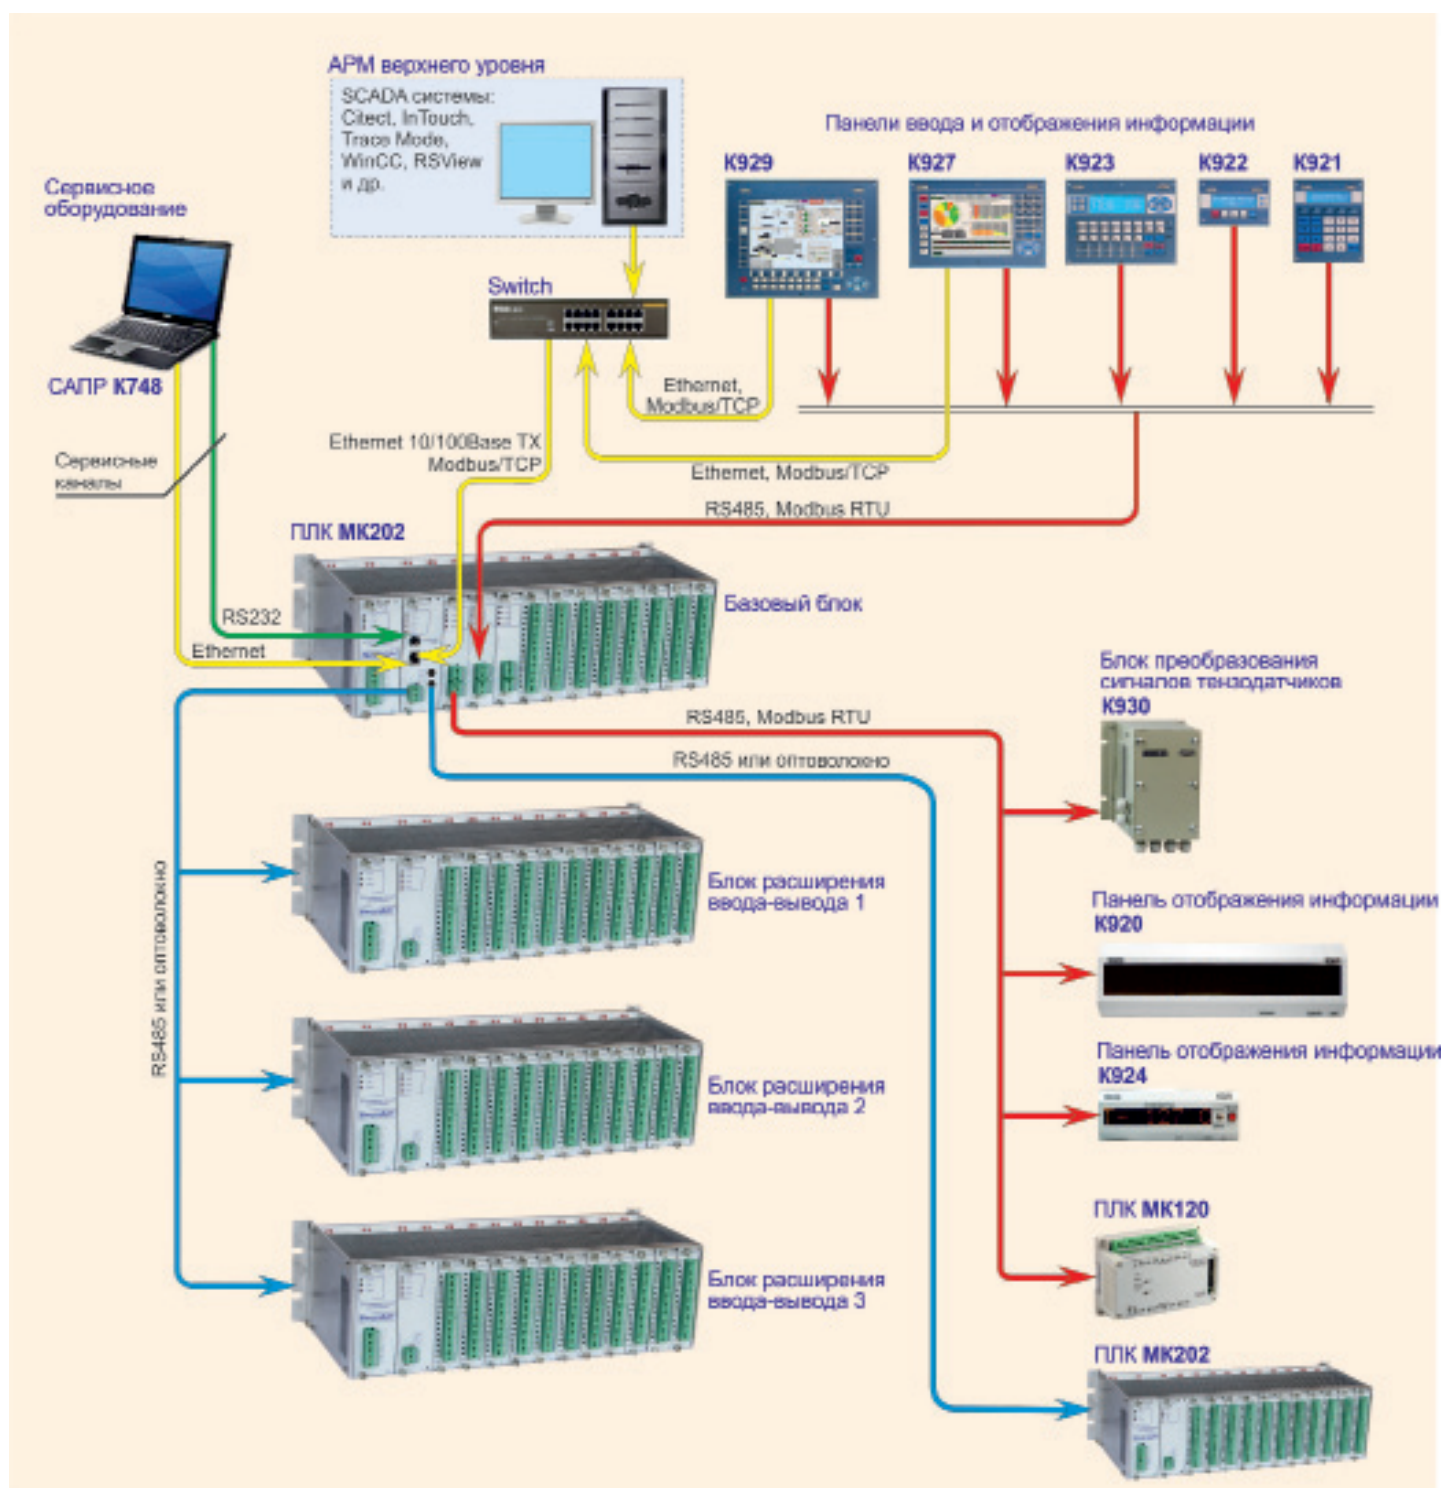 АРМ верхнего уровня
SCADA системы:
Citect, InTouch,
Trace Mode,
WinCC, RSView
и др.
Панели ввода и отображения информации
К929
К927
К923
К922
К921
Сервисное
оборудование
Switch
САПР К748
Ethernet,
Modbus/TCP
Ethernet 10/100Base TX
Modbus/TCP
Ethernet, Modbus/TCP
Сервисные
каналы
RS485, Modbus RTU
ПЛК МК202
Базовый блок
RS232
Ethernet
Блок преобразования
сигналов тензодатчиков
К930
RS485, Modbus RTU
RS485 или оптоволокно
RS485 или оптоволокно
Блок расширения
ввода-вывода 1
Панель отображения информации
К920
Панель отображения информации
К924
Блок расширения
ввода-вывода 2
ПЛК МК120
Блок расширения
ввода-вывода 3
ПЛК МК202